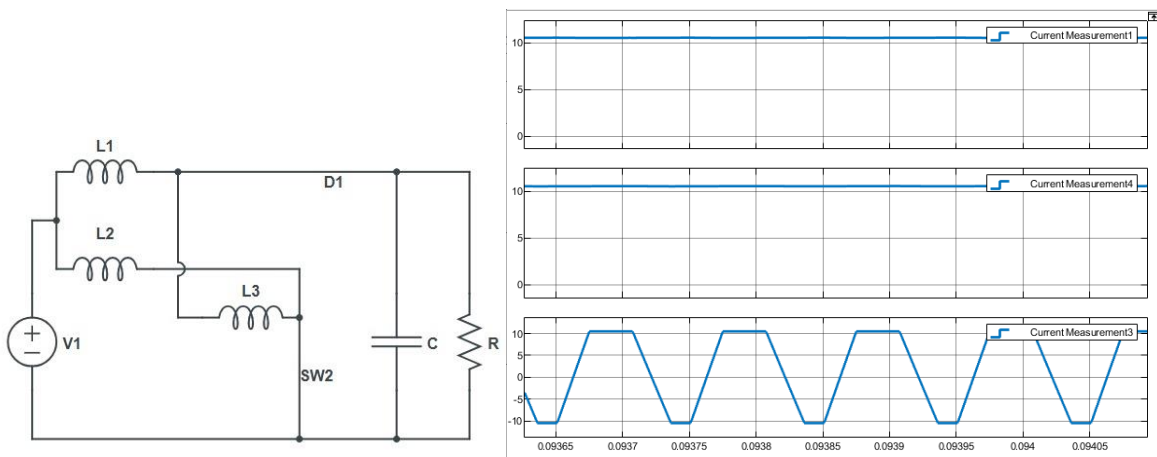 L1
D1
L2
L3
V1
C
R
SW2
Current Measurement1
10
5
0
Current Measurement4
10
5
0
Current Measurement3
10
5
0
-5
-10
0.09365 0.0937 0.09375 0.0938 0.09385 0.0939 0.09395 0.094 0.09405